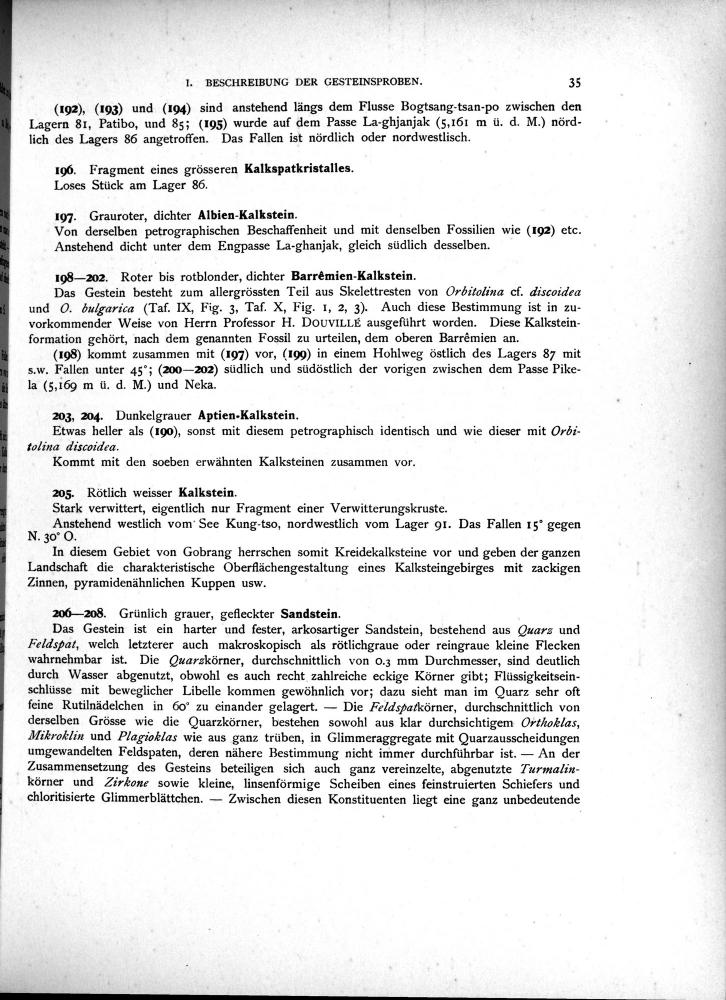 I. BESCHREIBUNG DER GESTEINSPROBEN. 35
(192), (193) und (194) sind anstehend längs dem Flusse Bogtsang-tsan-po zwischen den
Lagern 81, Patibo, und 85; (195) wurde auf dem Passe La-ghjanjak (5,161 m ü. d. M.) nörd-
lich des Lagers 86 angetroffen. Das Fallen ist nördlich oder nordwestlisch.
196. Fragment eines grösseren Kalkspatkristalles.
Loses Stück am Lager 86.
197. Grauroter, dichter Albien-Kalkstein.
Von derselben petrographischen Beschaffenheit und mit denselben Fossilien wie (192) etc.
Anstehend dicht unter dem Engpasse La-ghanjak, gleich südlich desselben.
198—202. Roter bis rotblonder, dichter Barrêmien-Kalkstein.
Das Gestein besteht zum allergrössten Teil aus Skelettresten von Orbitolina cf. discoidea
und O. bulgarica (Taf. IX, Fig. 3, Taf. X, Fig. 1, 2, 3). Auch diese Bestimmung ist in zu-
vorkommender Weise von Herrn Professor H. DOUVILLÉ ausgeführt worden. Diese Kalkstein-
formation gehört, nach dem genannten Fossil zu urteilen, dem oberen Barrêmien an.
(198) kommt zusammen mit (197) vor, (199) in einem Hohlweg östlich des Lagers 87 mit
s.w. Fallen unter 45°; (200—202) südlich und südöstlich der vorigen zwischen dem Passe Pike-
la (5,169 m ü. d. M.) und Neka.
203, 204. Dunkelgrauer Aptien-Kalkstein.
Etwas heller als (190), sonst mit diesem petrographisch identisch und wie dieser mit Orbi-
tolina discoidea.
Kommt mit den soeben erwähnten Kalksteinen zusammen vor.
205. Rötlich weisser Kalkstein.
Stark verwittert, eigentlich nur Fragment einer Verwitterungskruste.
Anstehend westlich vom See Kung-tso, nordwestlich vom Lager 91. Das Fallen 15° gegen
N. 30° O.
In diesem Gebiet von Gobrang herrschen somit Kreidekalksteine vor und geben der ganzen
Landschaft die charakteristische Oberflächengestaltung eines Kalksteingebirges mit zackigen
Zinnen, pyramidenähnlichen Kuppen usw.
206—208. Grünlich grauer, gefleckter Sandstein.
Das Gestein ist ein harter und fester, arkosartiger Sandstein, bestehend aus Quarz und
Feldspat, welch letzterer auch makroskopisch als rötlichgraue oder reingraue kleine Flecken
wahrnehmbar ist. Die Quarzkörner, durchschnittlich von 0.3 mm Durchmesser, sind deutlich
durch Wasser abgenutzt, obwohl es auch recht zahlreiche eckige Körner gibt; Flüssigkeitsein-
schlüsse mit beweglicher Libelle kommen gewöhnlich vor; dazu sieht man im Quarz sehr oft
feine Rutilnädelchen in 60° zu einander gelagert. — Die Feldspatkörner, durchschnittlich von
derselben Grösse wie die Quarzkörner, bestehen sowohl aus klar durchsichtigem Orthoklas,
Mikroklin und Plagioklas wie aus ganz trüben, in Glimmeraggregate mit Quarzausscheidungen
umgewandelten Feldspaten, deren nähere Bestimmung nicht immer durchführbar ist. — An der
Zusammensetzung des Gesteins beteiligen sich auch ganz vereinzelte, abgenutzte Turmalin-
körner und Zirkone sowie kleine, linsenförmige Scheiben eines feinstruierten Schiefers und
chloritisierte Glimmerblättchen. — Zwischen diesen Konstituenten liegt eine ganz unbedeutende